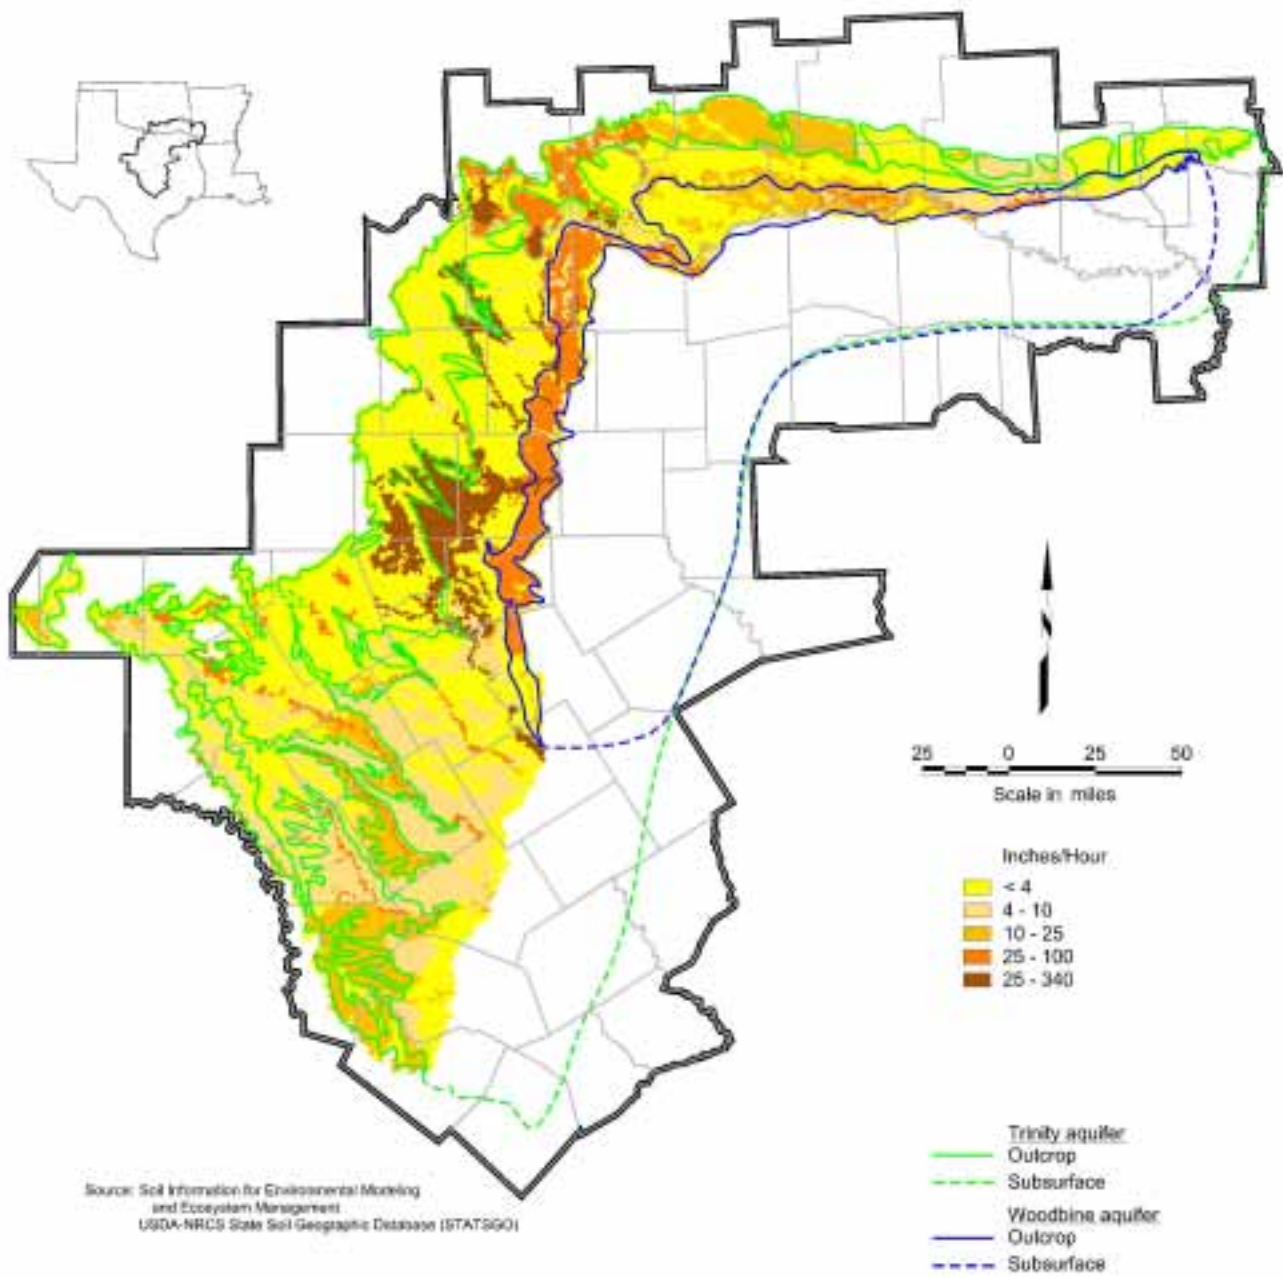 25 0 25 50
Scale in miles
Inches/Hour
< 4
4 - 10
10 - 25
25 - 100
25 - 340
Trinity aquifer
Outcrop
Subsurface
Woodbine aquifer
Outcrop
Subsurface
Source: Soil Information for Environmental Modeling
and Ecosystem Management
USDA-NRCS State Soil Geographic Database (STATSGO)